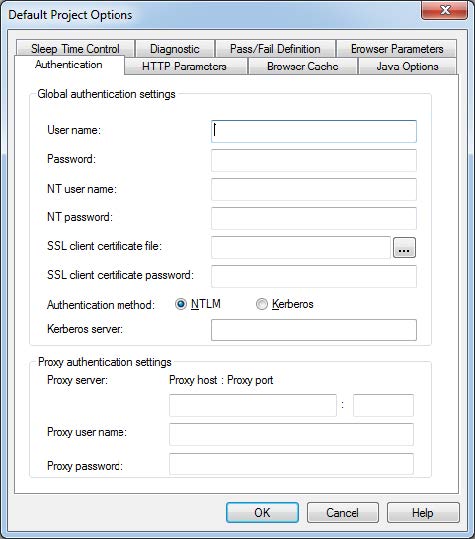 Default Project Options
Sleep Time Control Diagnostic Pass/Fail Definition Browser Parameters
Authentication HTTP Parameters Browser Cache Java Options
Global authentication settings
User name:
Password:
NT user name:
NT password:
SSL client certificate file: ...
SSL client certificate password:
Authentication method: NTLM Kerberos
Kerberos server:
Proxy authentication settings
Proxy server: Proxy host : Proxy port
:
Proxy user name:
Proxy password:
OK Cancel Help